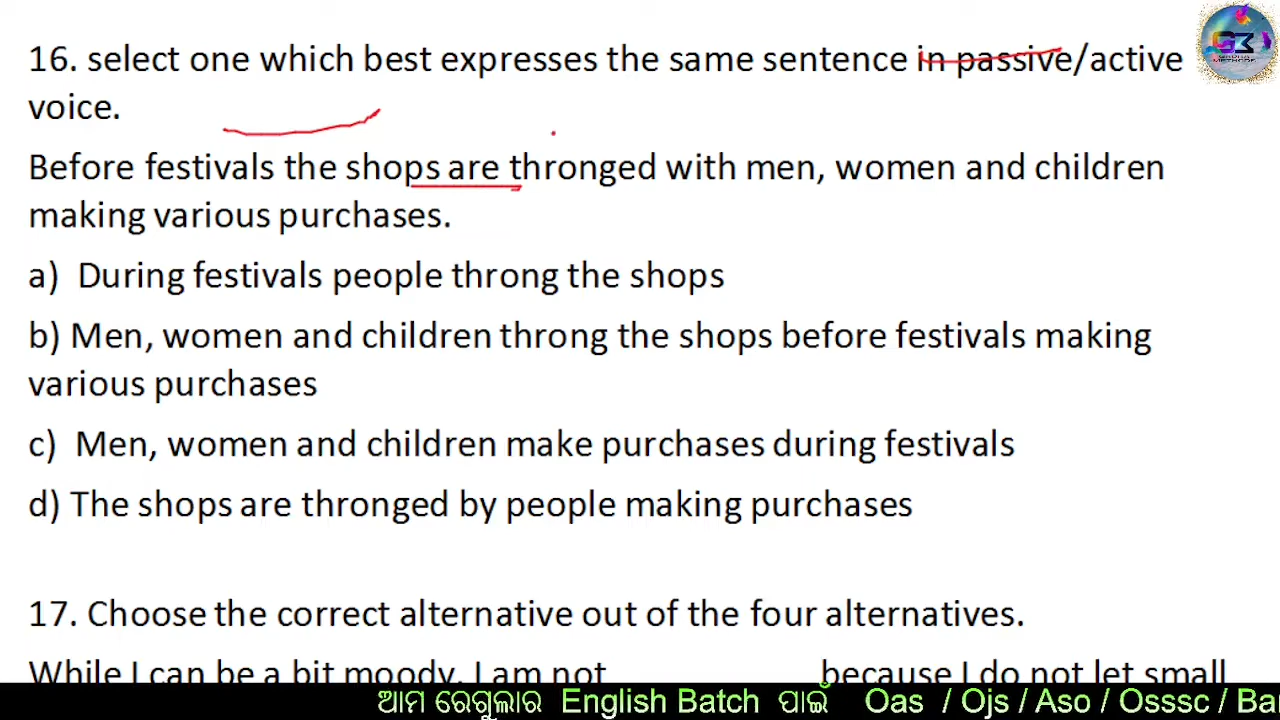 16. select one which best expresses the same sentence in passive/active
voice.
Before festivals the shops are thronged with men, women and children
making various purchases.
a) During festivals people throng the shops
b) Men, women and children throng the shops before festivals making
various purchases
c) Men, women and children make purchases during festivals
d) The shops are thronged by people making purchases
17. Choose the correct alternative out of the four alternatives.
While I can be a bit moody, I am not ______ because I do not let small
ଆମ ରେଗୁଲାର English Batch ପାଇଁ Oas / Ojs / Aso / Osssc / Ba